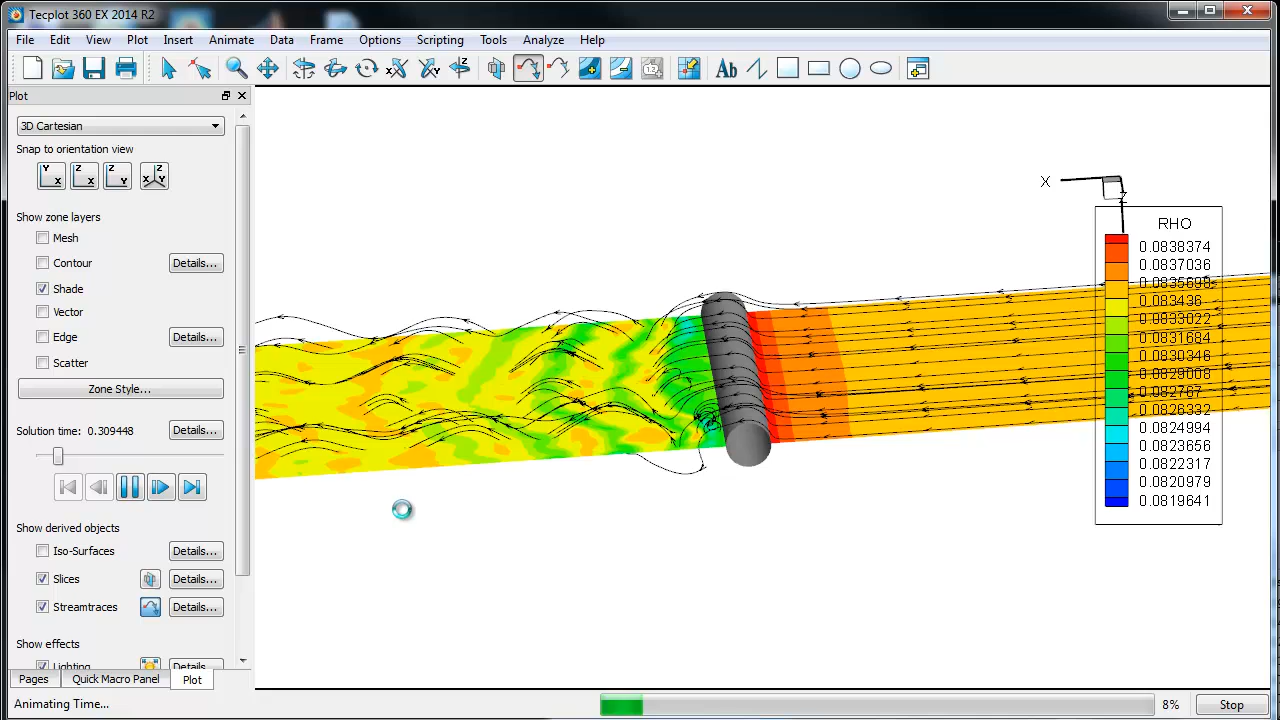 Tecplot 360 EX 2014 R2
File Edit View Plot Insert Animate Data Frame Options Scripting Tools Analyze Help
Plot
3D Cartesian
Snap to orientation view
Y X Z X Z Y X Z Y
Show zone layers
Mesh
Contour Details...
Shade
Vector
Edge Details...
Scatter
Zone Style...
Solution time: 0.309448 Details...
Show derived objects
Iso-Surfaces Details...
Slices Details...
Streamtraces Details...
Show effects
Lighting Details...
Pages Quick Macro Panel Plot
Animating Time...
8% Stop
Ab
X
Z
RHO
0.0838374
0.0837036
0.0835698
0.083436
0.0833022
0.0831684
0.0830346
0.0829008
0.082767
0.0826332
0.0824984
0.0823656
0.0822317
0.0820979
0.0819641